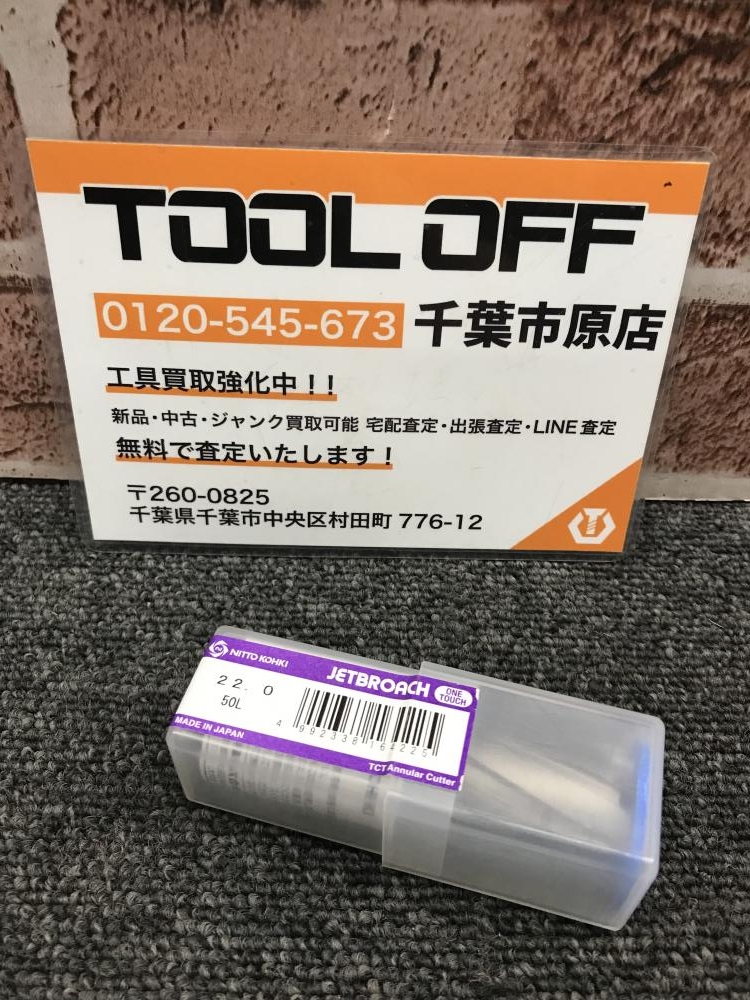 TOOL OFF
0120-545-673 千葉市原店
工具買取強化中！！
新品・中古・ジャンク買取可能 宅配査定・出張査定・LINE査定
無料で査定いたします！
〒260-0825
千葉県千葉市中央区村田町 776-12
NITTO KOHKI
JETBROACH
ONE TOUCH
22.0
50L
4 992338 164225
MADE IN JAPAN
TCT Annular Cutter